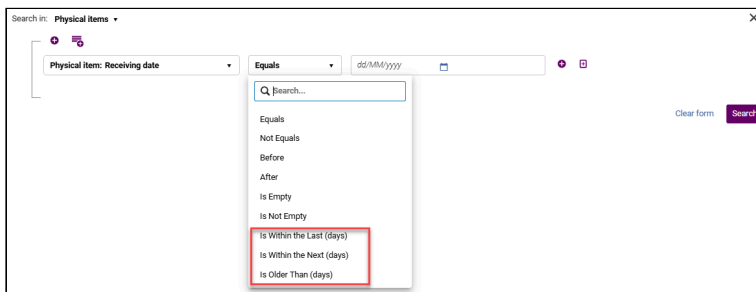 Search in: Physical items
Physical item: Receiving date Equals dd/MM/yyyy
Search...
Equals
Not Equals
Before
After
Is Empty
Is Not Empty
Is Within the Last (days)
Is Within the Next (days)
Is Older Than (days)
Clear form Search